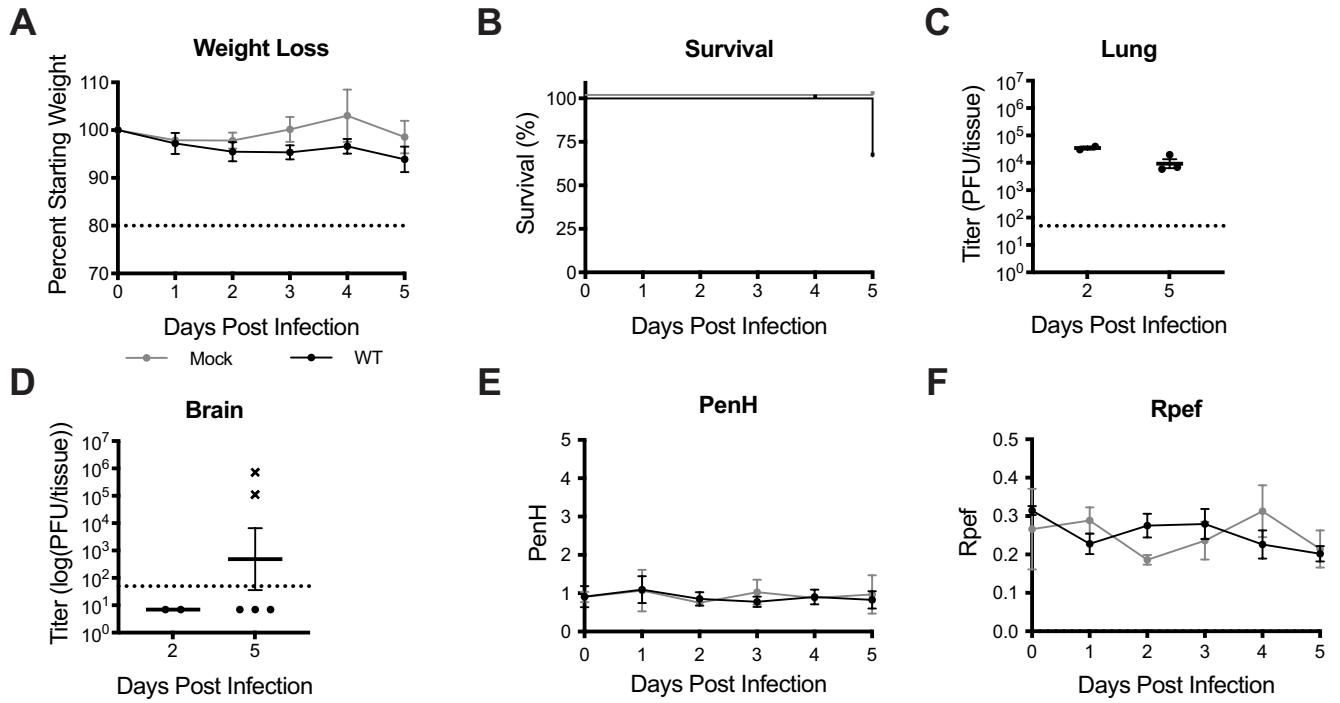 A
Weight Loss
Percent Starting Weight
110
100
90
80
70
0 1 2 3 4 5
Days Post Infection
Mock WT
B
Survival
Survival (%)
100
75
50
25
0
0 1 2 3 4 5
Days Post Infection
C
Lung
Titer (PFU/tissue)
10⁷
10⁶
10⁵
10⁴
10³
10²
10¹
10⁰
2 5
Days Post Infection
D
Brain
Titer (log(PFU/tissue))
10⁷
10⁶
10⁵
10⁴
10³
10²
10¹
10⁰
2 5
Days Post Infection
E
PenH
PenH
5
4
3
2
1
0
0 1 2 3 4 5
Days Post Infection
F
Rpef
Rpef
0.5
0.4
0.3
0.2
0.1
0.0
0 1 2 3 4 5
Days Post Infection